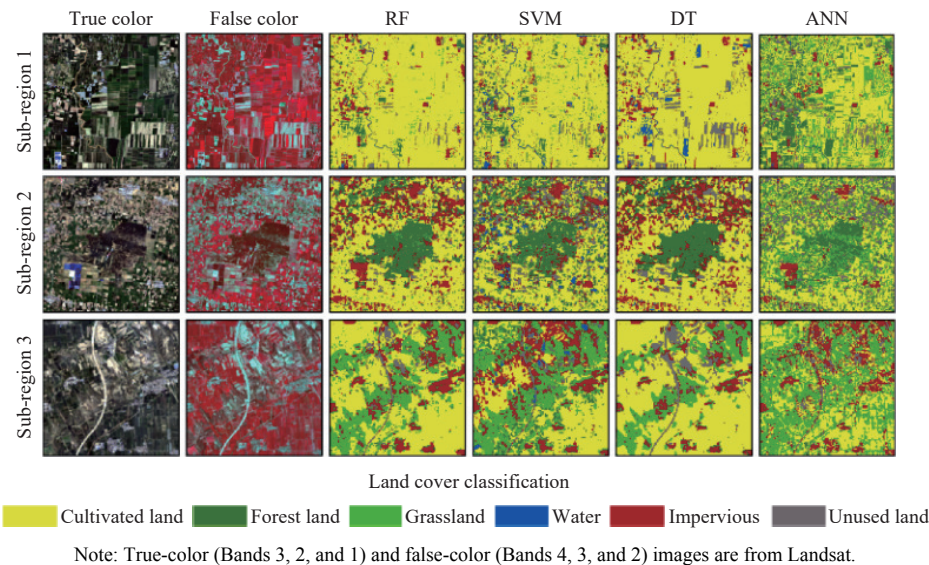 True color False color RF SVM DT ANN
Sub-region 1
Sub-region 2
Sub-region 3
Land cover classification
Cultivated land Forest land Grassland Water Impervious Unused land
Note: True-color (Bands 3, 2, and 1) and false-color (Bands 4, 3, and 2) images are from Landsat.